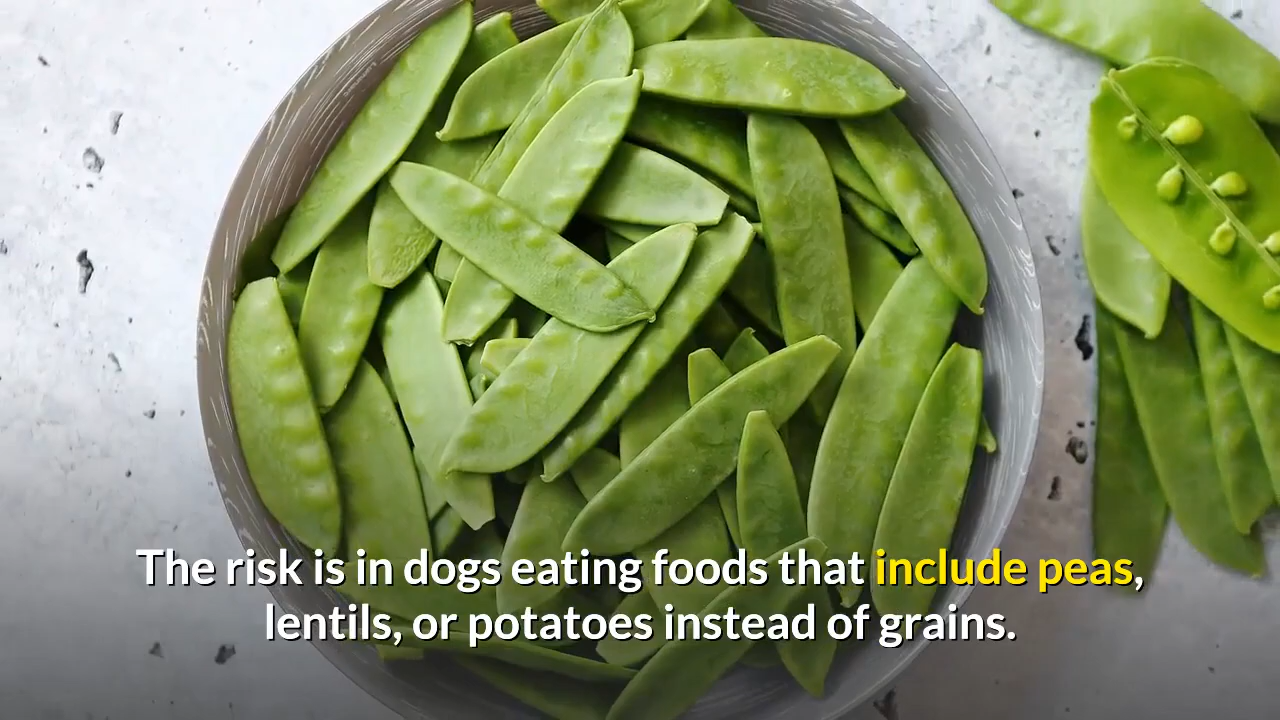 The risk is in dogs eating foods that include peas,
lentils, or potatoes instead of grains.